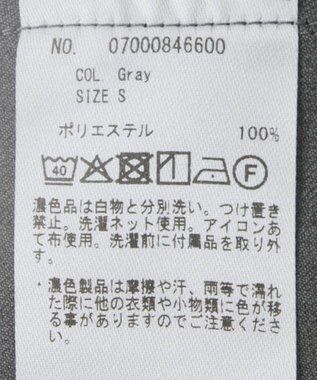 NO. 07000846600
COL Gray
SIZE S
ポリエステル 100%
40 F
濃色品は白物と分別洗い。つけ置き
禁止。洗濯ネット使用。アイロンあ
て布使用。洗濯前に付属品を取り外
す。
・濃色製品は摩擦や汗、雨等で濡れ
た際に他の衣類や小物類に色が移
る事がありますのでご注意くださ
い。